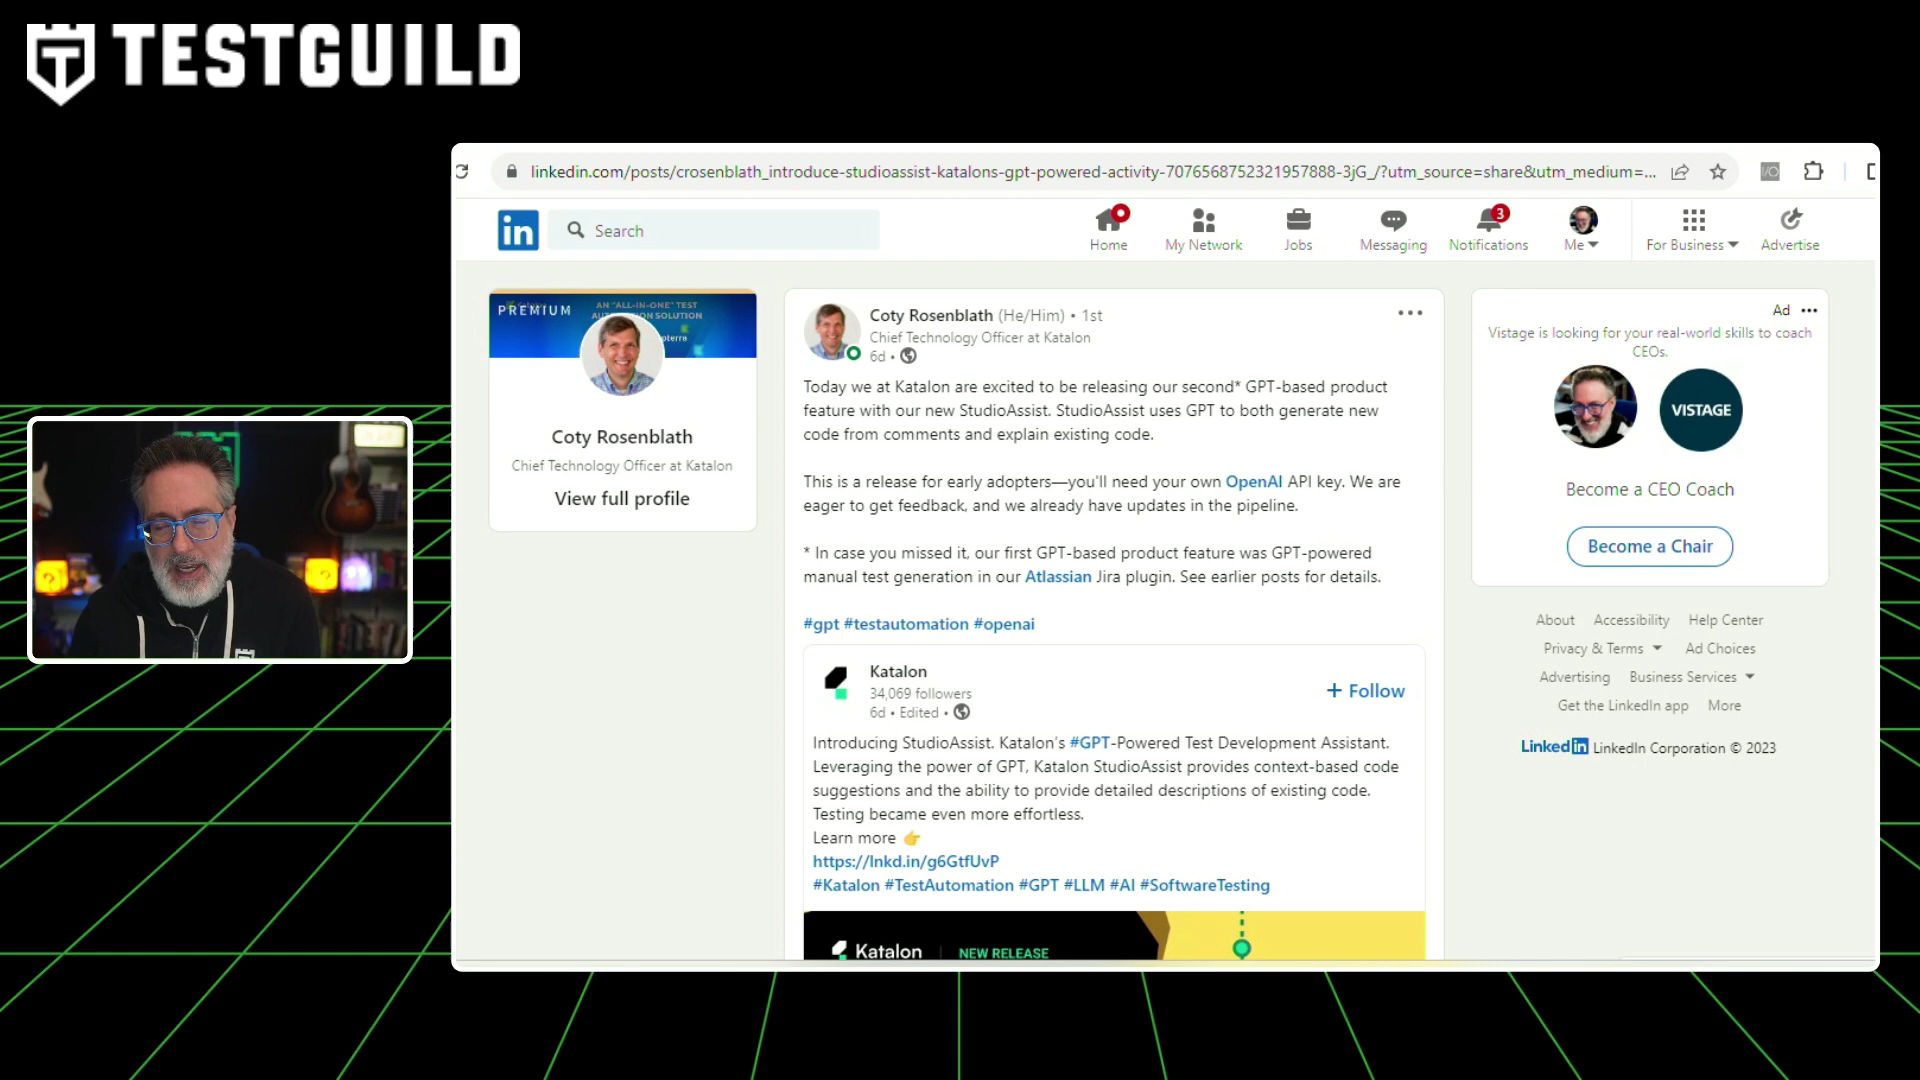 TESTGUILD
linkedin.com/posts/crosenblath_introduce-studioassist-katalons-gpt-powered-activity-7076568752321957888-3jG_/?utm_source=share&utm_medium=...
in
Search
Home
My Network
Jobs
Messaging
3
Notifications
Me
For Business
Advertise
PREMIUM
AN "ALL-IN-ONE" TEST
Coty Rosenblath
Chief Technology Officer at Katalon
View full profile
Coty Rosenblath (He/Him) • 1st
Chief Technology Officer at Katalon
6d •
Today we at Katalon are excited to be releasing our second* GPT-based product
feature with our new StudioAssist. StudioAssist uses GPT to both generate new
code from comments and explain existing code.
This is a release for early adopters—you'll need your own OpenAI API key. We are
eager to get feedback, and we already have updates in the pipeline.
* In case you missed it, our first GPT-based product feature was GPT-powered
manual test generation in our Atlassian Jira plugin. See earlier posts for details.
#gpt #testautomation #openai
Katalon
34,069 followers
6d • Edited •
+ Follow
Introducing StudioAssist. Katalon's #GPT-Powered Test Development Assistant.
Leveraging the power of GPT, Katalon StudioAssist provides context-based code
suggestions and the ability to provide detailed descriptions of existing code.
Testing became even more effortless.
Learn more 👉
https://lnkd.in/g6GtfUvP
#Katalon #TestAutomation #GPT #LLM #AI #SoftwareTesting
Katalon | NEW RELEASE
Ad
Vistage is looking for your real-world skills to coach
CEOs.
VISTAGE
Become a CEO Coach
Become a Chair
About Accessibility Help Center
Privacy & Terms Ad Choices
Advertising Business Services
Get the LinkedIn app More
LinkedIn LinkedIn Corporation © 2023